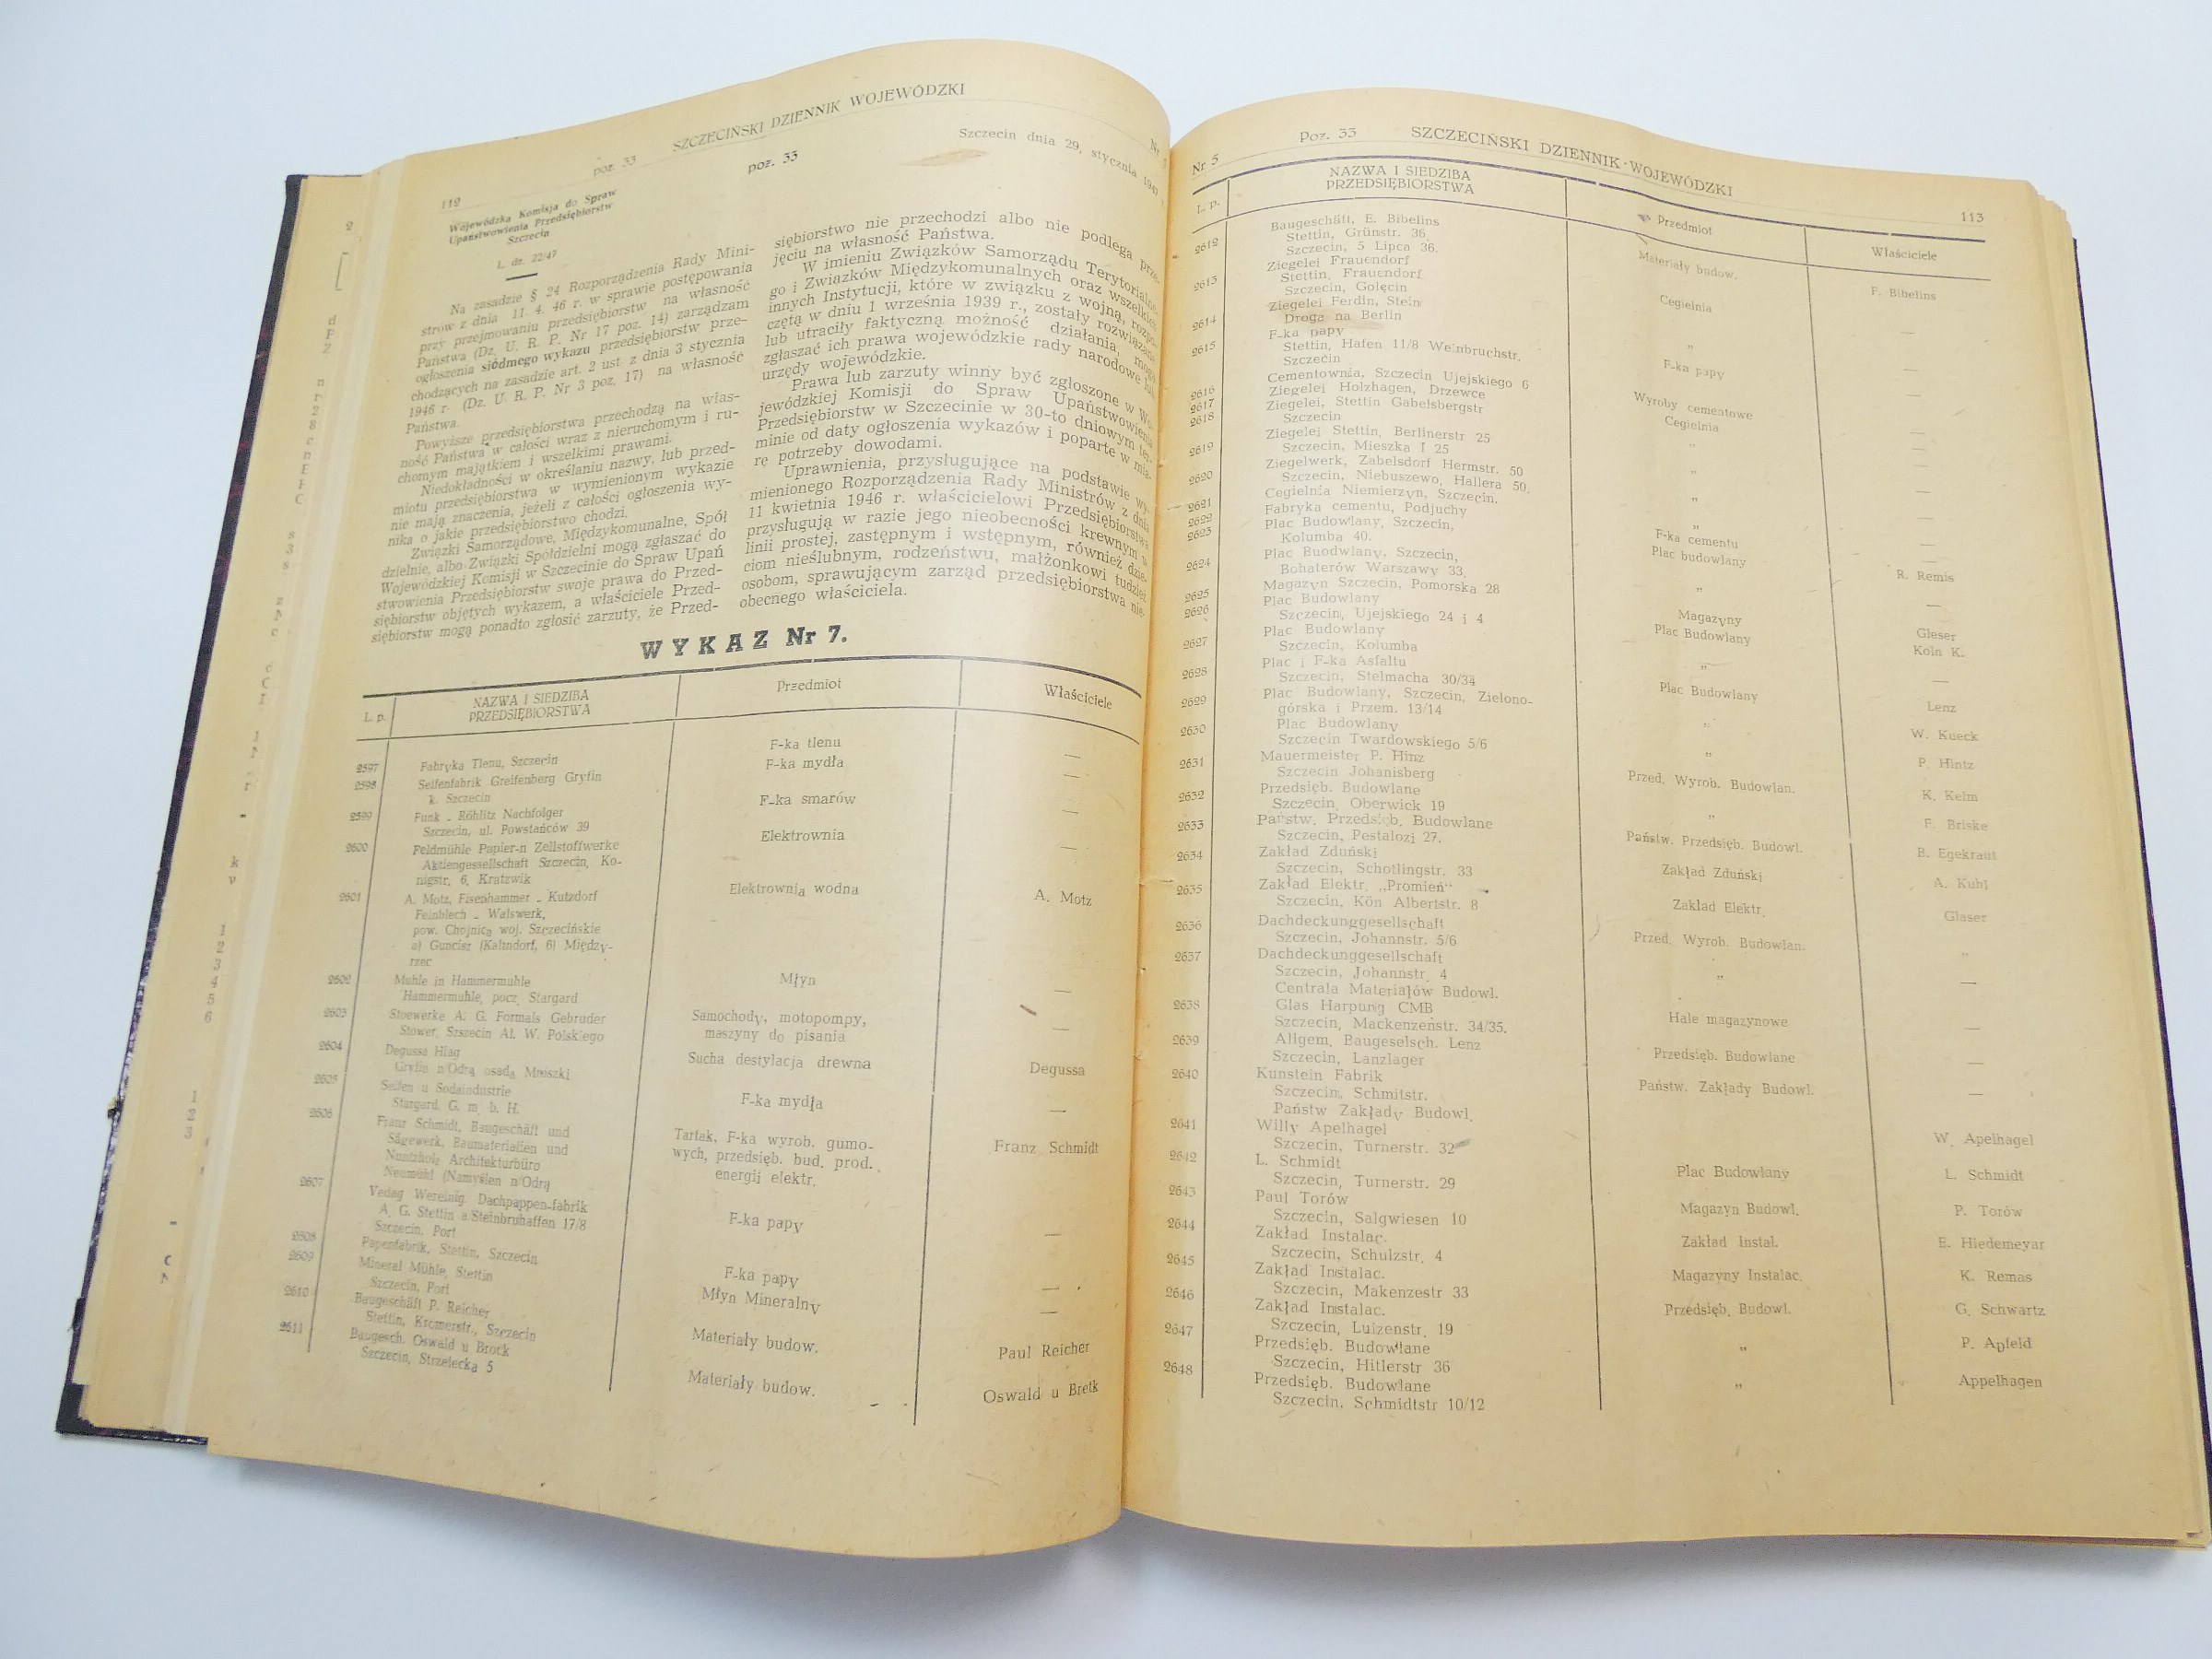 112
poz. 33
SZCZECIŃSKI DZIENNIK WOJEWÓDZKI
Nr 5
poz. 33
Szczecin dnia 29. stycznia 1947
Wojewódzka Komisja do Spraw
Upaństwowienia Przedsiębiorstw
Szczecin
L. dz. 22/47
Na zasadzie § 24 Rozporządzenia Rady Mini-
strów z dnia 11. 4. 46 r. w sprawie postępowania
przy przejmowaniu przedsiębiorstw na własność
Państwa (Dz. U. R. P. Nr 17 poz. 14) zarządzam
ogłoszenia siódmego wykazu przedsiębiorstw prze-
chodzących na zasadzie art. 2 ust. z dnia 3 stycznia
1946 r. (Dz. U. R. P. Nr 3 poz. 17) na własność
Państwa.
Powyższe przedsiębiorstwa przechodzą na włas-
ność Państwa w całości wraz z nieruchomym i ru-
chomym majątkiem i wszelkimi prawami.
Niedokładności w określaniu nazwy, lub przed-
miotu przedsiębiorstwa w wymienionym wykazie
nie mają znaczenia, jeżeli z całości ogłoszenia wy-
nika o jakie przedsiębiorstwo chodzi.
Związki Samorządowe, Międzykomunalne, Spół
dzielnie, albo Związki Spółdzielni mogą zgłaszać do
Wojewódzkiej Komisji w Szczecinie do Spraw Upań
stwowienia Przedsiębiorstw swoje prawa do Przed-
siębiorstw objętych wykazem, a właściciele Przed-
siębiorstw mogą ponadto zgłosić zarzuty, że Przed-
siębiorstwo nie przechodzi albo nie podlega prze-
jęciu na własność Państwa.
W imieniu Związków Samorządu Terytorialne-
go i Związków Międzykomunalnych oraz wszelkich
innych Instytucji, które w związku z wojną, rozpo-
czętą w dniu 1 września 1939 r., zostały rozwiązane
lub utraciły faktyczną możność działania, mogą
zgłaszać ich prawa wojewódzkie rady narodowe lub
urzędy wojewódzkie.
Prawa lub zarzuty winny być zgłoszone w Wo-
jewódzkiej Komisji do Spraw Upaństwowienia
Przedsiębiorstw w Szczecinie w 30-to dniowym ter-
minie od daty ogłoszenia wykazów i poparte w mia-
rę potrzeby dowodami.
Uprawnienia, przysługujące na podstawie wy-
mienionego Rozporządzenia Rady Ministrów z dnia
11 kwietnia 1946 r. właścicielowi Przedsiębiorstwa
przysługują w razie jego nieobecności krewnym w
linii prostej, zastępnym i wstępnym, również dzie-
ciom nieślubnym, rodzeństwu, małżonkowi tudzież
osobom, sprawującym zarząd przedsiębiorstwa nie-
obecnego właściciela.
WYKAZ Nr 7.
L. p. NAZWA I SIEDZIBA PRZEDSIĘBIORSTWA Przedmiot Właściciele
2597 Fabryka Tlenu, Szczecin F-ka tlenu —
2598 Seifenfabrik Greifenberg Gryfin F-ka mydła —
k. Szczecin
2599 Funk - Röhlitz Nachfolger F-ka smarów —
Szczecin, ul. Powstańców 39
2600 Feldmühle Papier-n Zellstoffwerke Elektrownia —
Aktiengessellschaft Szczecin, Ko-
nigstr. 6, Kratzwik
2601 A. Motz, Eisenhammer - Kutzdorf Elektrownia wodna A. Motz
Feinblech - Walswerk,
pow. Chojnica woj. Szczecińskie
a) Guncisz (Kalindorf, 6) Między-
rzec
2602 Muhle in Hammermuhle Młyn —
Hammermuhle, pocz. Stargard
2603 Stoewerke A. G. Formals Gebruder Samochody, motopompy, —
Stower, Szszecin Al. W. Polskiego maszyny do pisania
2604 Degussa Hiag Sucha destylacja drewna Degussa
Gryfin n/Odrą osada Mniszki
2605 Seifen u Sodaindustrie F-ka mydła —
Stargard, G. m. b. H.
2606 Franz Schmidt, Baugeschäft und Tartak, F-ka wyrob. gumo- Franz Schmidt
Sägewerk, Baumaterialien und wych, przedsięb. bud. prod.
Nuntzholz Architekturbüro energii elektr.
Neumühl (Namyślen n/Odrą
2607 Vedag Wereinig. Dachpappen-fabrik F-ka papy —
A. G. Stettin a/Steinbruhaffen 17/8
Szczecin, Port
2608 Papenfabrik, Stettin, Szczecin F-ka papy —
2609 Mineral Mühle, Stettin Młyn Mineralny —
Szczecin, Port
2610 Baugeschäft P. Reicher Materiały budow. Paul Reicher
Stettin, Kremerstr., Szczecin
2611 Baugesch. Oswald u Brock Materiały budow. Oswald u Bretk
Szczecin, Strzelecka 5
Nr 5
Poz. 33
SZCZECIŃSKI DZIENNIK WOJEWÓDZKI
113
L. p. NAZWA I SIEDZIBA PRZEDSIĘBIORSTWA Przedmiot Właściciele
2612 Baugeschäft, E. Bibelins Materiały budow. F. Bibelins
Stettin, Grünstr. 36
Szczecin, 5 Lipca 36.
2613 Ziegelei Frauendorf Cegielnia —
Stettin, Frauendorf
Szczecin, Golęcin
2614 Ziegelei Ferdin, Stein „ —
Droga na Berlin
2615 F-ka papy F-ka papy —
Stettin, Hafen 11/8 Weinbruchstr.
Szczecin
2616 Cementownia, Szczecin Ujejskiego 6 Wyroby cementowe —
2617 Ziegelei Holzhagen, Drzewce Cegielnia —
2618 Ziegelei, Stettin Gabelsbergstr „ —
Szczecin
2619 Ziegelei Stettin, Berlinerstr 25 „ —
Szczecin, Mieszka I 25
2620 Ziegelwerk, Zabelsdorf Hermstr. 50 „ —
Szczecin, Niebuszewo, Hallera 50.
2621 Cegielnia Niemierzyn, Szczecin. „ —
2622 Fabryka cementu, Podjuchy F-ka cementu —
2623 Plac Budowlany, Szczecin, Plac budowlany R. Remis
Kolumba 40.
2624 Plac Buodwlany, Szczecin, „ —
Bohaterów Warszawy 33.
2625 Magazyn Szczecin, Pomorska 28 Magazyny Gleser
2626 Plac Budowlany Plac Budowlany Koln K.
Szczecin, Ujejskiego 24 i 4
2627 Plac Budowlany „ —
Szczecin, Kolumba
2628 Plac i F-ka Asfaltu Plac Budowlany Lenz
Szczecin, Stelmacha 30/34
2629 Plac Budowlany, Szczecin, Zielono- „ W. Kueck
górska i Przem. 13/14
2630 Plac Budowlany „ P. Hintz
Szczecin Twardowskiego 5/6
2631 Mauermeister P. Hinz Przed. Wyrob. Budowlan. K. Kelm
Szczecin Johanisberg
2632 Przedsięb. Budowlane „ F. Briske
Szczecin, Oberwick 19
2633 Państw. Przedsięb. Budowlane Państw. Przedsięb. Budowl. B. Egekraut
Szczecin, Pestalozj 27.
2634 Zakład Zduński Zakład Zduński A. Kuhl
Szczecin, Schotlingstr. 33
2635 Zakład Elektr. „Promień“ Zakład Elektr. Glaser
Szczecin, Kön Albertstr. 8
2636 Dachdeckunggesellschaft Przed. Wyrob. Budowlan. „
Szczecin, Johannstr. 5/6
2637 Dachdeckunggesellschaft „ —
Szczecin, Johannstr. 4
Centrala Materiałów Budowl.
2638 Glas Harpung CMB Hale magazynowe —
Szczecin, Mackenzenstr. 34/35.
2639 Allgem. Baugeselsch. Lenz Przedsięb. Budowlane —
Szczecin, Lanzlager
2640 Kunstein Fabrik Państw. Zakłady Budowl. —
Szczecin, Schmitstr.
Państw Zakłady Budowl.
2641 Willy Apelhagel W. Apelhagel
Szczecin, Turnerstr. 32
2642 L. Schmidt Plac Budowlany L. Schmidt
Szczecin, Turnerstr. 29
2643 Paul Torów Magazyn Budowl. P. Torów
Szczecin, Salgwiesen 10
2644 Zakład Instalac. Zakład Instal. E. Hiedemeyar
Szczecin, Schulzstr. 4
2645 Zakład Instalac. Magazyny Instalac. K. Remas
Szczecin, Makenzestr 33
2646 Zakład Instalac. Przedsięb. Budowl. G. Schwartz
Szczecin, Luizenstr. 19
2647 Przedsięb. Budowlane „ P. Apfeld
Szczecin, Hitlerstr 36
2648 Przedsięb. Budowlane „ Appelhagen
Szczecin, Schmidtstr 10/12